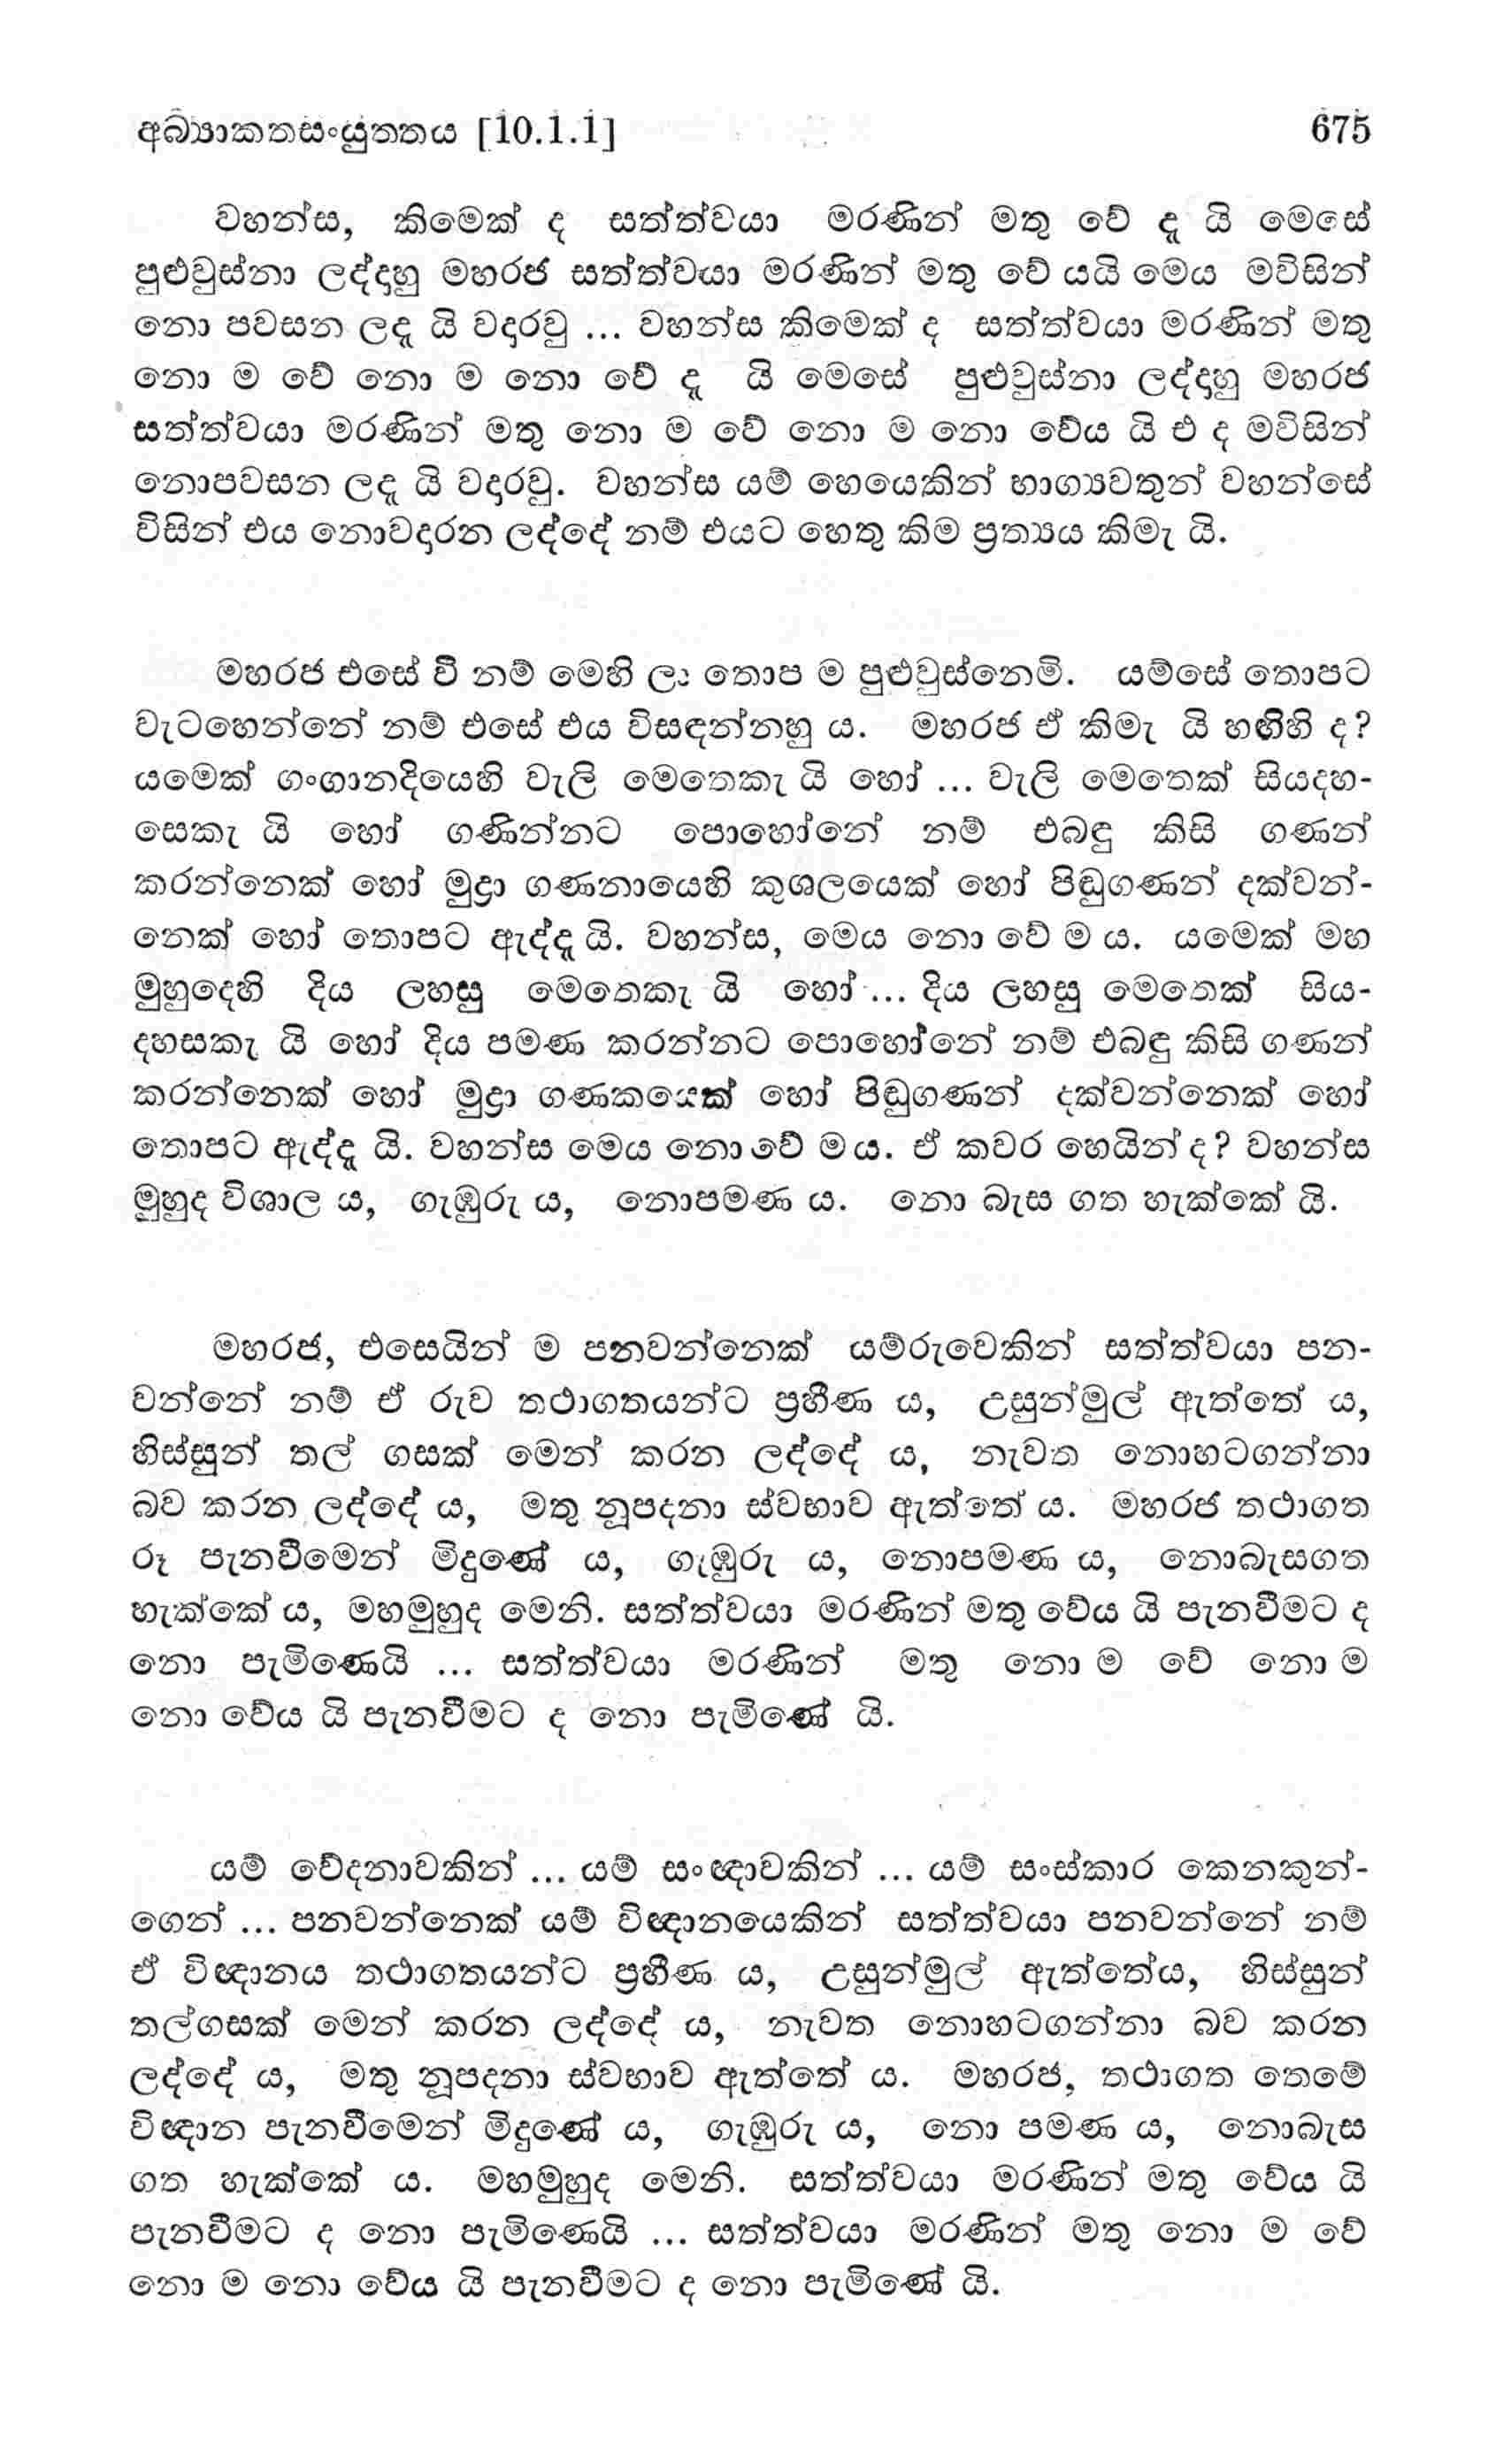 අබ්‍යාකතසංයුත්තය [10.1.1] 675
වහන්ස, කිමෙක් ද සත්ත්වයා මරණින් මතු වේ දැ යි මෙසේ
පුළුවුස්නා ලද්දාහු මහරජ සත්ත්වයා මරණින් මතු වේ යයි මෙය මවිසින්
නො පවසන ලදැ යි වදාරවු ... වහන්ස කිමෙක් ද සත්ත්වයා මරණින් මතු
නො ම වේ නො ම නො වේ දැ යි මෙසේ පුළුවුස්නා ලද්දාහු මහරජ
සත්ත්වයා මරණින් මතු නො ම වේ නො ම නො වේය යි එ ද මවිසින්
නොපවසන ලදැ යි වදාරවු. වහන්ස යම් හෙයෙකින් භාග්‍යවතුන් වහන්සේ
විසින් එය නොවදාරන ලද්දේ නම් එයට හෙතු කිම ප්‍රත්‍යය කිමැ යි.
මහරජ එසේ වී නම් මෙහි ලා තොප ම පුළුවුස්නෙමි. යම්සේ තොපට
වැටහෙන්නේ නම් එසේ එය විසඳන්නහු ය. මහරජ ඒ කිමැ යි හඟිහි ද?
යමෙක් ගංගානදියෙහි වැලි මෙතෙකැ යි හෝ ... වැලි මෙතෙක් සියදහ-
සෙකැ යි හෝ ගණින්නට පොහෝනේ නම් එබඳු කිසි ගණන්
කරන්නෙක් හෝ මුද්‍රා ගණනායෙහි කුශලයෙක් හෝ පිඬුගණන් දක්වන්-
නෙක් හෝ තොපට ඇද්දැ යි. වහන්ස, මෙය නො වේ ම ය. යමෙක් මහ
මුහුදෙහි දිය ලහසු මෙතෙකැ යි හෝ ... දිය ලහසු මෙතෙක් සිය-
දහසකැ යි හෝ දිය පමණ කරන්නට පොහෝනේ නම් එබඳු කිසි ගණන්
කරන්නෙක් හෝ මුද්‍රා ගණකයෙක් හෝ පිඬුගණන් දක්වන්නෙක් හෝ
තොපට ඇද්දැ යි. වහන්ස මෙය නො වේ ම ය. ඒ කවර හෙයින් ද? වහන්ස
මුහුද විශාල ය, ගැඹුරු ය, නොපමණ ය. නො බැස ගත හැක්කේ යි.
මහරජ, එසෙයින් ම පනවන්නෙක් යම්රුවෙකින් සත්ත්වයා පන-
වන්නේ නම් ඒ රුව තථාගතයන්ට ප්‍රහීණ ය, උසුන්මුල් ඇත්තේ ය,
හිස්සුන් තල් ගසක් මෙන් කරන ලද්දේ ය, නැවත නොහටගන්නා
බව කරන ලද්දේ ය, මතු නූපදනා ස්වභාව ඇත්තේ ය. මහරජ තථාගත
රූ පැනවීමෙන් මිදුණේ ය, ගැඹුරු ය, නොපමණ ය, නොබැසගත
හැක්කේ ය, මහමුහුද මෙනි. සත්ත්වයා මරණින් මතු වේය යි පැනවීමට ද
නො පැමිණෙයි ... සත්ත්වයා මරණින් මතු නො ම වේ නො ම
නො වේය යි පැනවීමට ද නො පැමිණේ යි.
යම් වේදනාවකින් ... යම් සංඥාවකින් ... යම් සංස්කාර කෙනකුන්-
ගෙන් ... පනවන්නෙක් යම් විඥානයෙකින් සත්ත්වයා පනවන්නේ නම්
ඒ විඥානය තථාගතයන්ට ප්‍රහීණ ය, උසුන්මුල් ඇත්තේය, හිස්සුන්
තල්ගසක් මෙන් කරන ලද්දේ ය, නැවත නොහටගන්නා බව කරන
ලද්දේ ය, මතු නූපදනා ස්වභාව ඇත්තේ ය. මහරජ, තථාගත තෙමේ
විඥාන පැනවීමෙන් මිදුණේ ය, ගැඹුරු ය, නො පමණ ය, නොබැස
ගත හැක්කේ ය. මහමුහුද මෙනි. සත්ත්වයා මරණින් මතු වේය යි
පැනවීමට ද නො පැමිණෙයි ... සත්ත්වයා මරණින් මතු නො ම වේ
නො ම නො වේය යි පැනවීමට ද නො පැමිණේ යි.